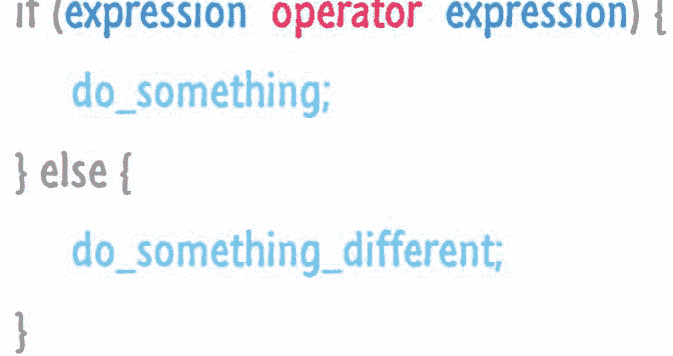 if (expression operator expression) {
do_something;
} else {
do_something_different;
}